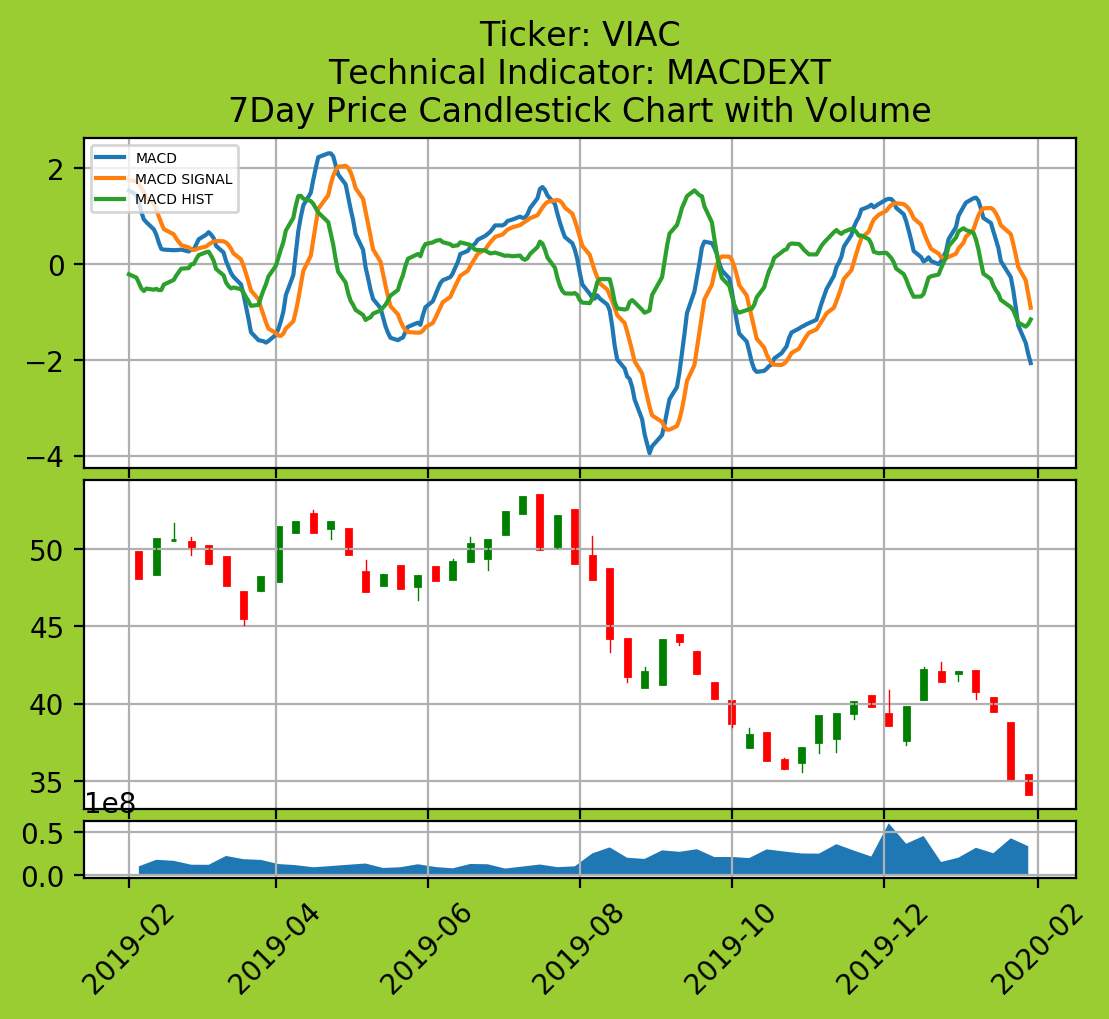 Ticker: VIAC
Technical Indicator: MACDEXT
7Day Price Candlestick Chart with Volume
MACD
MACD SIGNAL
MACD HIST
2
0
−2
−4
50
45
40
35
1e8
0.5
0.0
2019-02
2019-04
2019-06
2019-08
2019-10
2019-12
2020-02